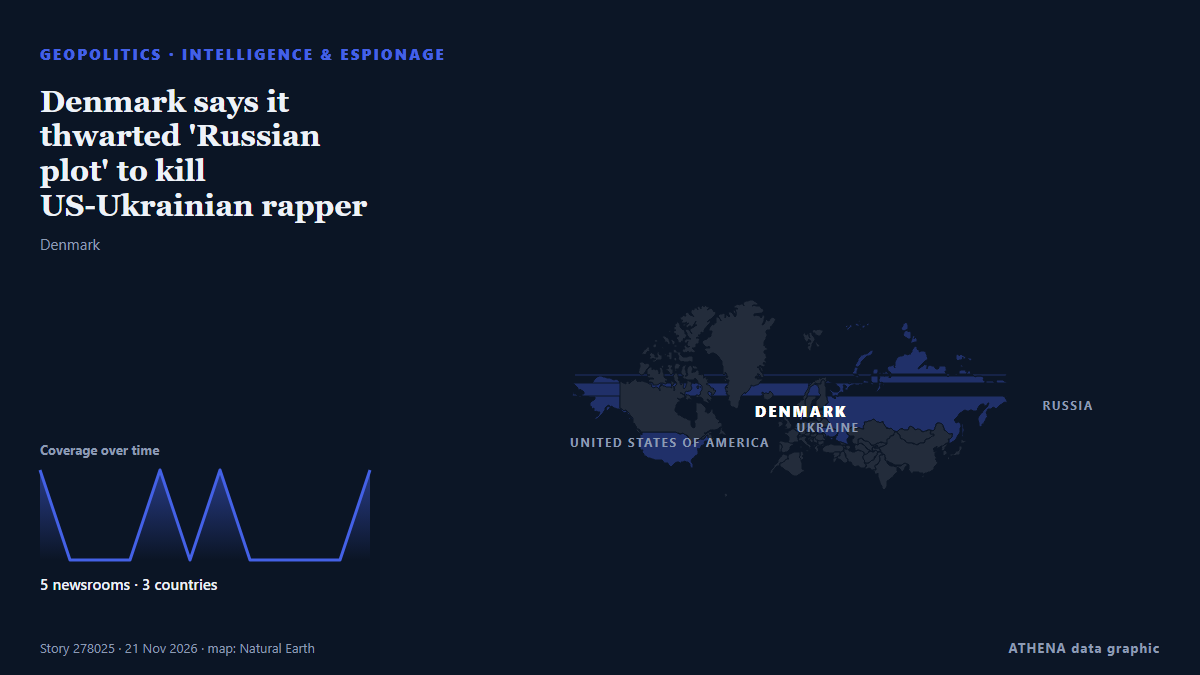 GEOPOLITICS · INTELLIGENCE & ESPIONAGE
Denmark says it
thwarted 'Russian
plot' to kill
US-Ukrainian rapper
Denmark
DENMARK
RUSSIA
UKRAINE
UNITED STATES OF AMERICA
Coverage over time
5 newsrooms · 3 countries
Story 278025 · 21 Nov 2026 · map: Natural Earth
ATHENA data graphic